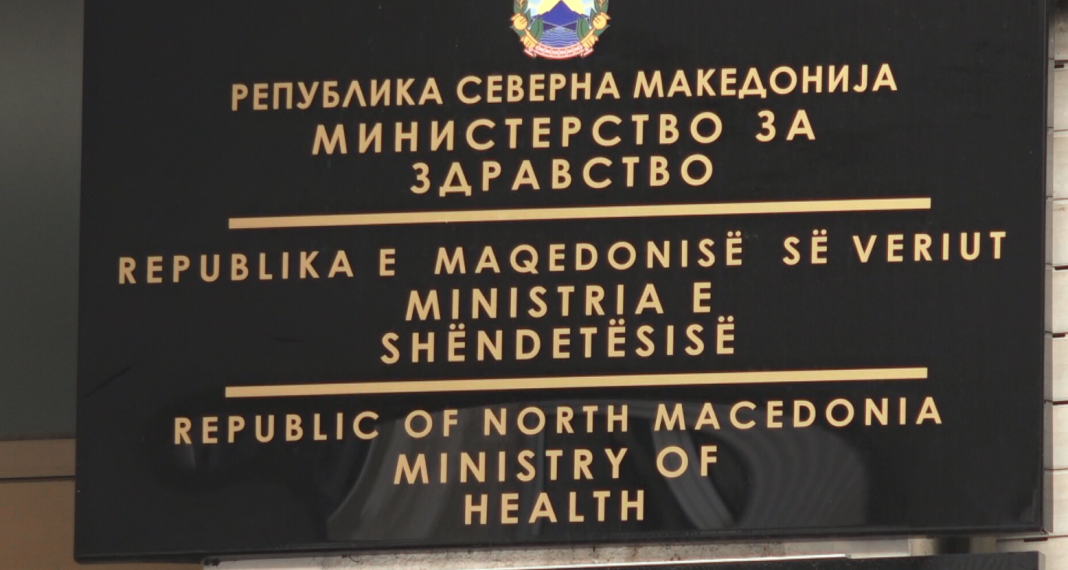 РЕПУБЛИКА СЕВЕРНА МАКЕДОНИЈА
МИНИСТЕРСТВО ЗА
ЗДРАВСТВО
REPUBLIKA E MAQEDONISË SË VERIUT
MINISTRIA E
SHËNDETËSISË
REPUBLIC OF NORTH MACEDONIA
MINISTRY OF
HEALTH